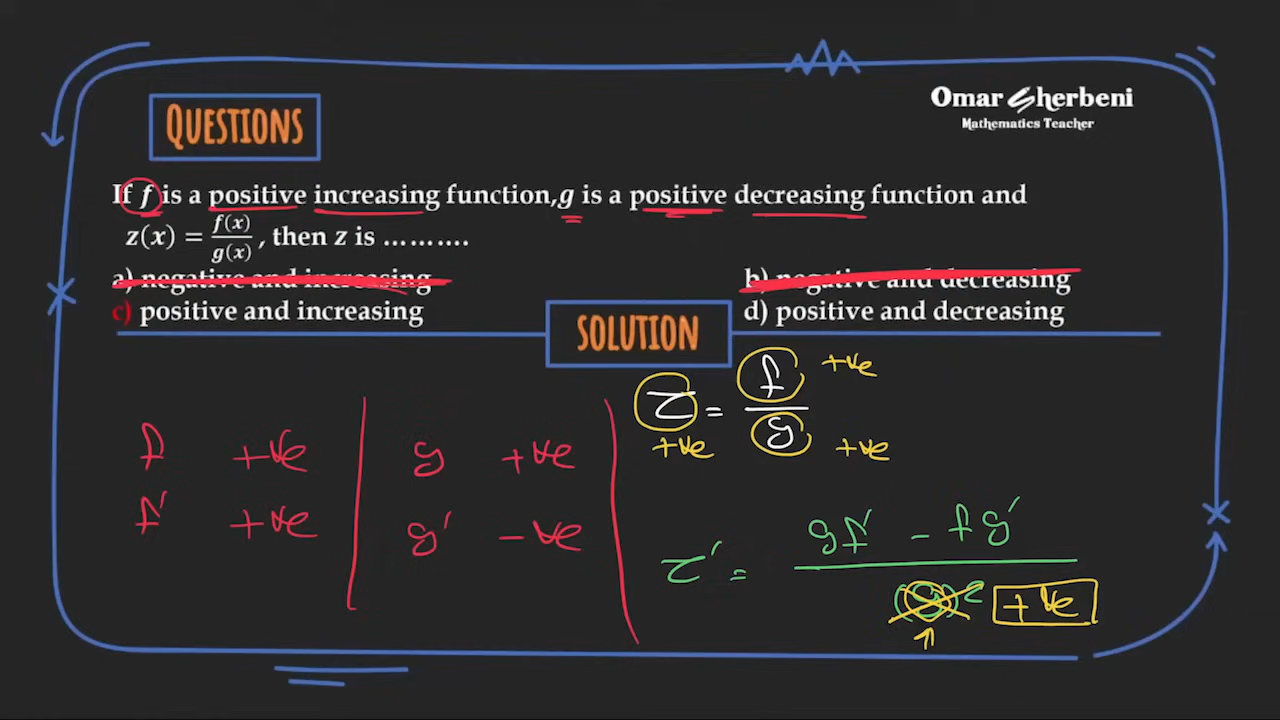 Omar Sherbeni
Mathematics Teacher
QUESTIONS
If f is a positive increasing function,g is a positive decreasing function and
z(x) = f(x)/g(x) , then z is ……….
a) negative and increasing
b) negative and decreasing
c) positive and increasing
d) positive and decreasing
SOLUTION
z = f/g
+ve
+ve
+ve
f +ve
g +ve
f' +ve
g' -ve
z' = gf' - fg'
+ve